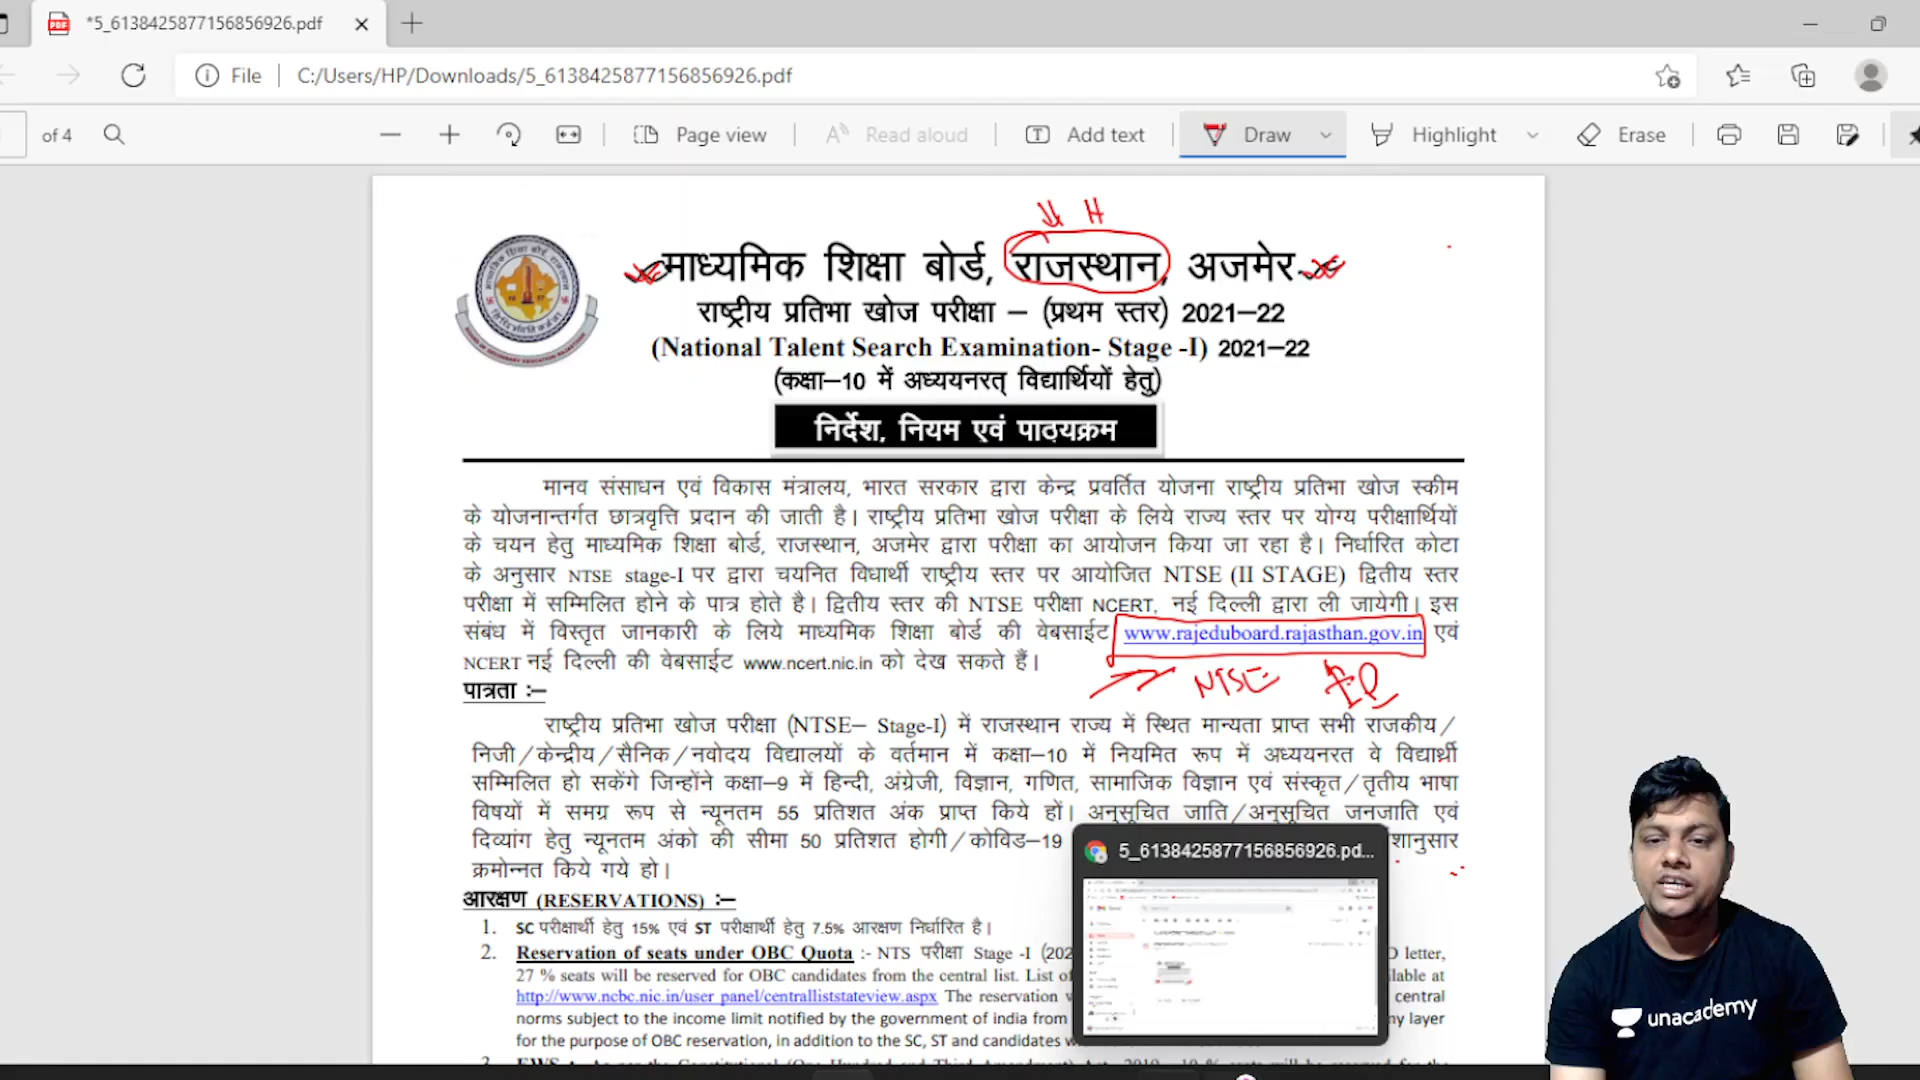 *5_6138425877156856926.pdf
File C:/Users/HP/Downloads/5_6138425877156856926.pdf
of 4 Page view Read aloud Add text Draw Highlight Erase
माध्यमिक शिक्षा बोर्ड, राजस्थान, अजमेर
राष्ट्रीय प्रतिभा खोज परीक्षा – (प्रथम स्तर) 2021–22
(National Talent Search Examination- Stage -I) 2021–22
(कक्षा–10 में अध्ययनरत् विद्यार्थियों हेतु)
निर्देश, नियम एवं पाठ्यक्रम
मानव संसाधन एवं विकास मंत्रालय, भारत सरकार द्वारा केन्द्र प्रवर्तित योजना राष्ट्रीय प्रतिभा खोज स्कीम
के योजनान्तर्गत छात्रवृत्ति प्रदान की जाती है। राष्ट्रीय प्रतिभा खोज परीक्षा के लिये राज्य स्तर पर योग्य परीक्षार्थियों
के चयन हेतु माध्यमिक शिक्षा बोर्ड, राजस्थान, अजमेर द्वारा परीक्षा का आयोजन किया जा रहा है। निर्धारित कोटा
के अनुसार NTSE stage-I पर द्वारा चयनित विधार्थी राष्ट्रीय स्तर पर आयोजित NTSE (II STAGE) द्वितीय स्तर
परीक्षा में सम्मिलित होने के पात्र होते है। द्वितीय स्तर की NTSE परीक्षा NCERT, नई दिल्ली द्वारा ली जायेगी। इस
संबंध में विस्तृत जानकारी के लिये माध्यमिक शिक्षा बोर्ड की वेबसाईट www.rajeduboard.rajasthan.gov.in एवं
NCERT नई दिल्ली की वेबसाईट www.ncert.nic.in को देख सकते हैं।
NTSE
पात्रता :–
राष्ट्रीय प्रतिभा खोज परीक्षा (NTSE– Stage-I) में राजस्थान राज्य में स्थित मान्यता प्राप्त सभी राजकीय/
निजी/केन्द्रीय/सैनिक/नवोदय विद्यालयों के वर्तमान में कक्षा–10 में नियमित रूप में अध्ययनरत वे विद्यार्थी
सम्मिलित हो सकेंगे जिन्होंने कक्षा–9 में हिन्दी, अंग्रेजी, विज्ञान, गणित, सामाजिक विज्ञान एवं संस्कृत/तृतीय भाषा
विषयों में समग्र रूप से न्यूनतम 55 प्रतिशत अंक प्राप्त किये हों। अनुसूचित जाति/अनुसूचित जनजाति एवं
दिव्यांग हेतु न्यूनतम अंको की सीमा 50 प्रतिशत होगी/कोविड–19 शानुसार
क्रमोन्नत किये गये हो।
5_6138425877156856926.pd...
आरक्षण (RESERVATIONS) :–
1. SC परीक्षार्थी हेतु 15% एवं ST परीक्षार्थी हेतु 7.5% आरक्षण निर्धारित है।
2. Reservation of seats under OBC Quota :- NTS परीक्षा Stage -I (202 D letter,
27 % seats will be reserved for OBC candidates from the central list. List of ailable at
http://www.ncbc.nic.in/user_panel/centralliststateview.aspx The reservation central
norms subject to the income limit notified by the government of india from my layer
for the purpose of OBC reservation, in addition to the SC, ST and candidates
unacademy